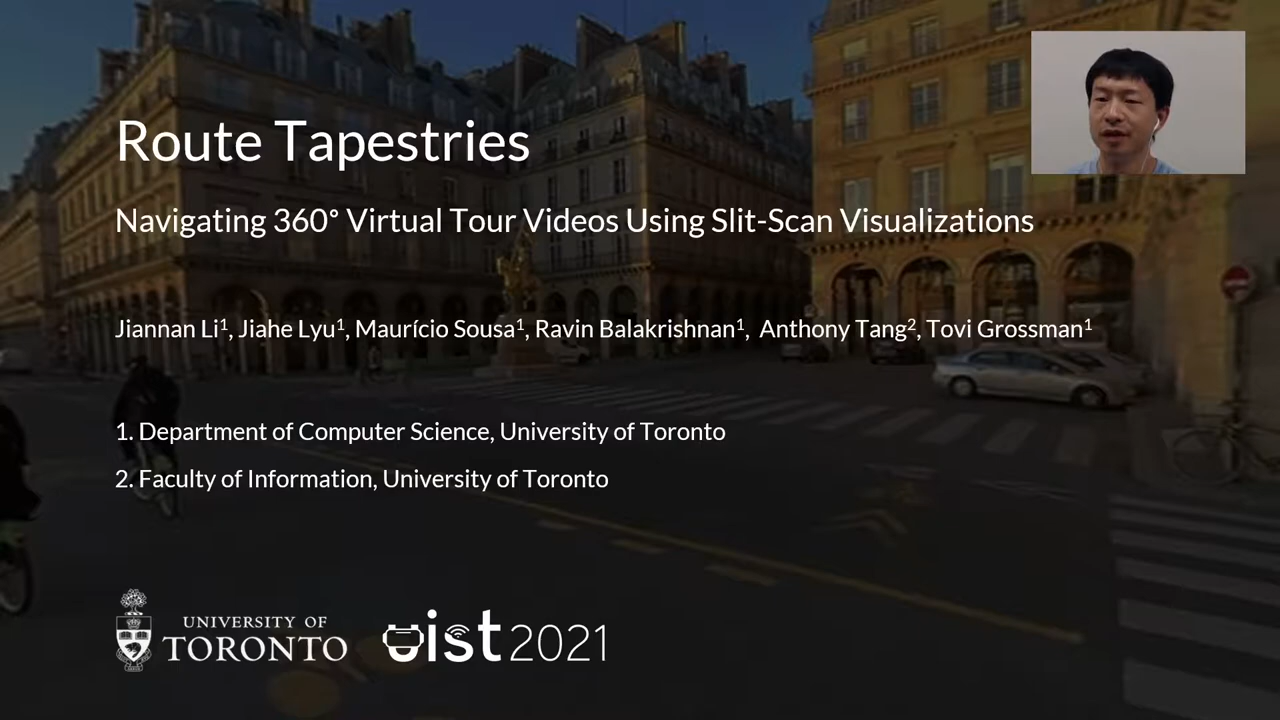 Route Tapestries
Navigating 360° Virtual Tour Videos Using Slit-Scan Visualizations
Jiannan Li¹, Jiahe Lyu¹, Maurício Sousa¹, Ravin Balakrishnan¹, Anthony Tang², Tovi Grossman¹
1. Department of Computer Science, University of Toronto
2. Faculty of Information, University of Toronto
UNIVERSITY OF
TORONTO
uist 2021